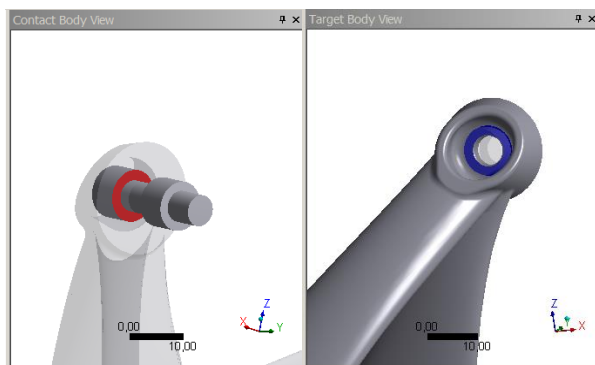 Contact Body View
Target Body View
Z
X
Y
0,00
10,00
Z
Y
X
0,00
10,00